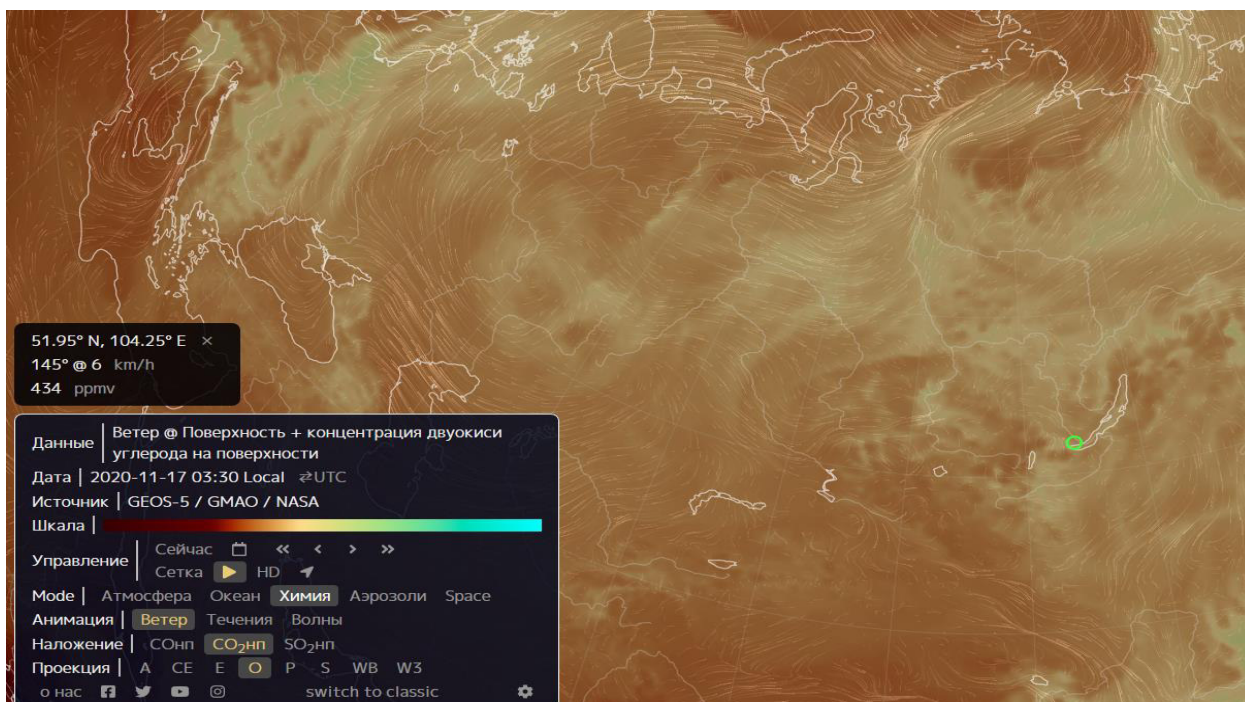 51.95° N, 104.25° E ×
145° @ 6 km/h
434 ppmv
Данные | Ветер @ Поверхность + концентрация двуокиси
углерода на поверхности
Дата | 2020-11-17 03:30 Local ⇄UTC
Источник | GEOS-5 / GMAO / NASA
Шкала |
Управление | Сейчас « ‹ › »
Сетка HD
Mode | Атмосфера Океан Химия Аэрозоли Space
Анимация | Ветер Течения Волны
Наложение | COнп CO₂нп SO₂нп
Проекция | A CE E O P S WB W3
о нас switch to classic